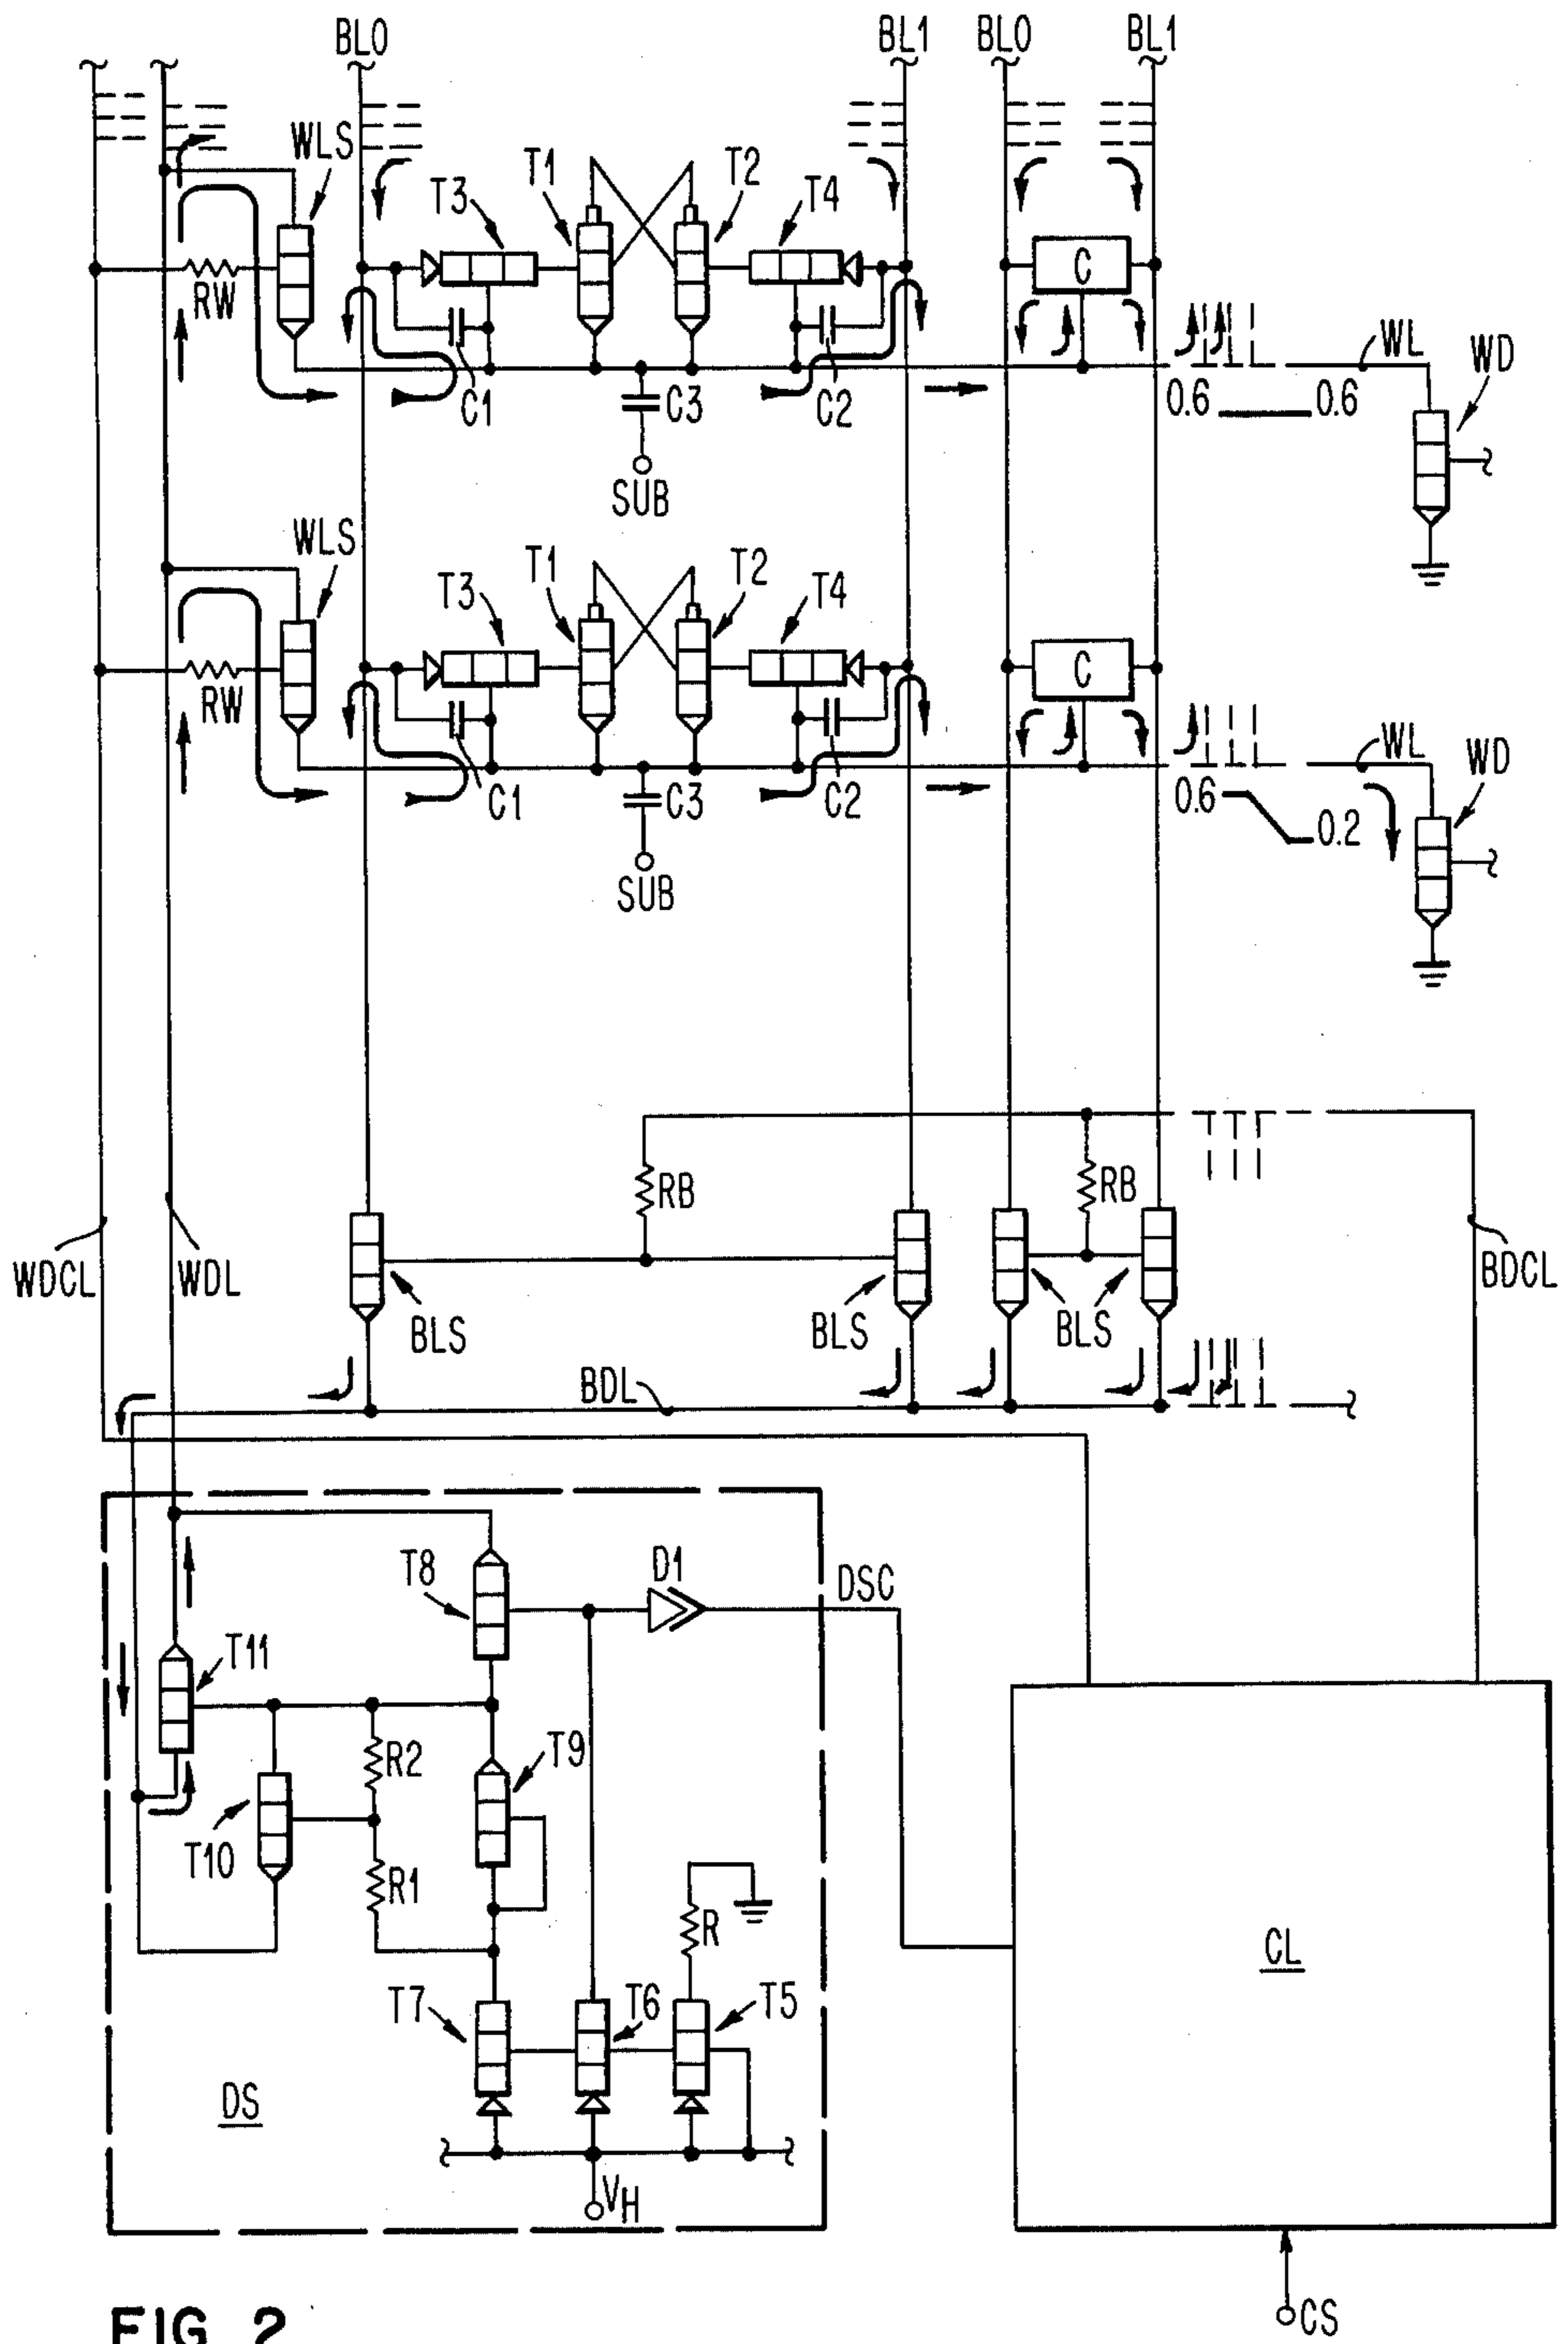 BL0 BL1 BL0 BL1
WLS T3 T1 T2 T4
RW C
C1 C3 C2 WL WD
0.6 0.6
SUB
WLS T3 T1 T2 T4
RW C
C1 C3 C2 WL WD
0.6 0.2
SUB
RB RB
WDCL WDL BDCL
BLS BLS BLS
BDL
T8 D1 DSC
T11
R2 T9
T10 R1
R CL
T7 T6 T5
DS
VH
CS
FIG. 2